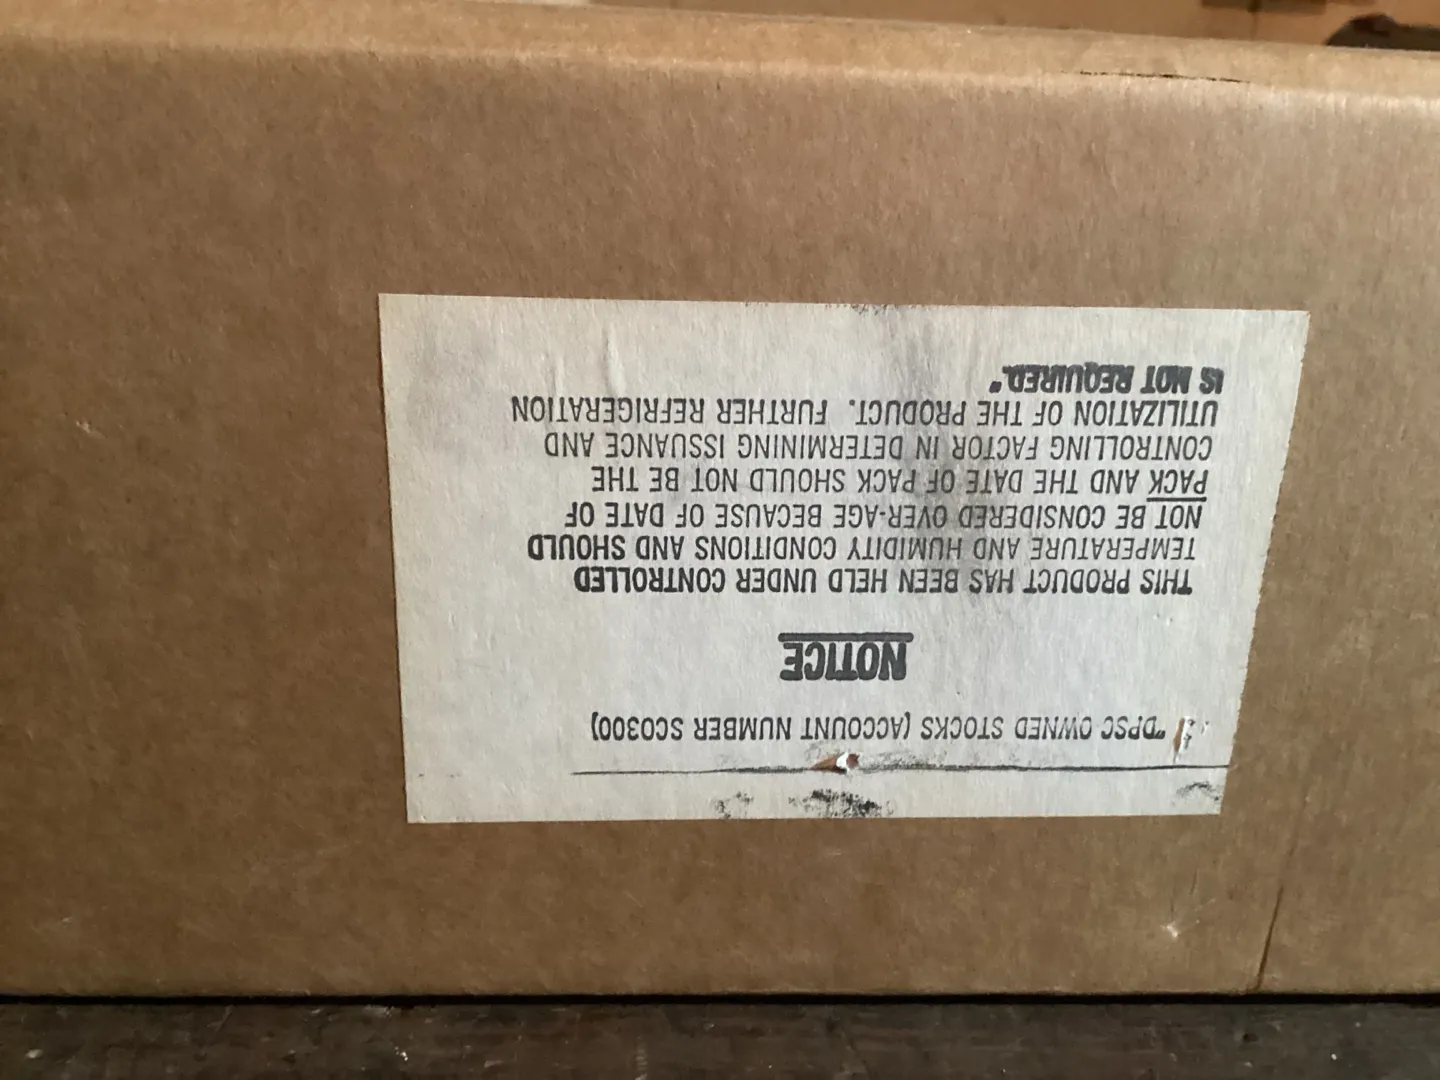 "DPSC OWNED STOCKS (ACCOUNT NUMBER SC0300)
NOTICE
THIS PRODUCT HAS BEEN HELD UNDER CONTROLLED
TEMPERATURE AND HUMIDITY CONDITIONS AND SHOULD
NOT BE CONSIDERED OVER-AGE BECAUSE OF DATE OF
PACK AND THE DATE OF PACK SHOULD NOT BE THE
CONTROLLING FACTOR IN DETERMINING ISSUANCE AND
UTILIZATION OF THE PRODUCT. FURTHER REFRIGERATION
IS NOT REQUIRED."